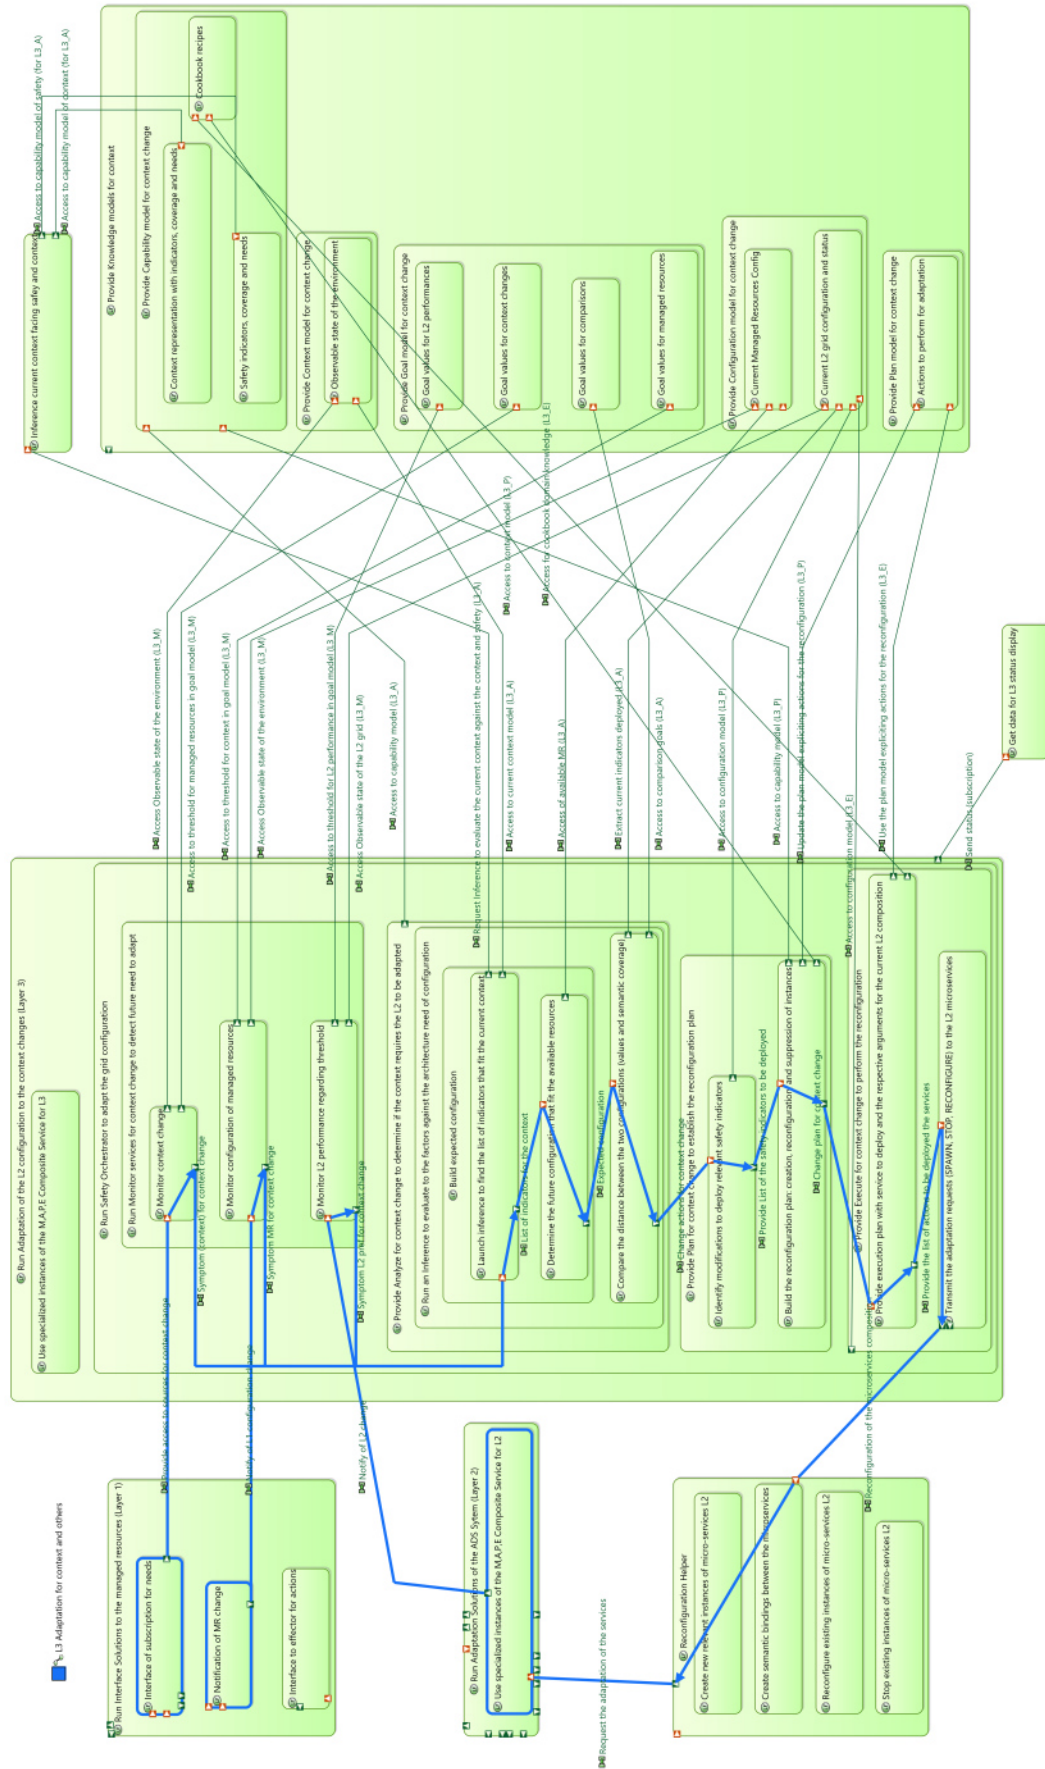 L3 Adaptation for context and others
Run Interface Solutions to the managed resources (Layer 1)
Interface of subscription for needs
Notification of MR change
Interface to effector for actions
Run Adaptation Solutions of the ADS Sytem (Layer 2)
Use specialized instances of the M,A,P,E Composite Service for L2
Request the adaptation of the services
Reconfiguration Helper
Create new relevant instances of micro-services L2
Create semantic bindings between the microservices
Reconfigure existing instances of micro-services L2
Stop existing instances of micro-services L2
Provide access to sources for context change
Notify of L1 configuration change
Notify of L2 change
Reconfiguration of the microservices
Run Adaptation of the L2 configuration to the context changes (Layer 3)
Use specialized instances of the M,A,P,E Composite Service for L3
Run Safety Orchestrator to adapt the grid configuration
Run Monitor services for context change to detect future need to adapt
Monitor context change
Symptom (context) for context change
Monitor configuration of managed resources
Symptom MR for context change
Monitor L2 performance regarding threshold
Symptom L2 for context change
Provide Analyze for context change to determine if the context requires the L2 to be adapted
Run an Inference to evaluate to the factors against the architecture need of configuration
Build expected configuration
Launch inference to find the list of indicators that fit the current context
List of indicators for the context
Determine the future configuration that fit the available resources
Expected configuration
Compare the distance between the two configurations (values and semantic coverage)
Change actions for context change
Provide Plan for context change to establish the reconfiguration plan
Identify modifications to deploy relevant safety indicators
Provide List of the safety indicators to be deployed
Build the reconfiguration plan: creation, reconfiguration and suppression of instances
Change plan for context change
Provide Execute for context change to perform the reconfiguration
Provide execution plan with service to deploy and the respective arguments for the current L2 composition
Provide the list of actions to be deployed the services
Transmit the adaptation requests (SPAWN, STOP, RECONFIGURE) to the L2 microservices
Access Observable state of the environment (L3_M)
Access to threshold for managed resources in goal model (L3_M)
Access to threshold for context in goal model (L3_M)
Access Observable state of the environment (L3_M)
Access to threshold for L2 performance in goal model (L3_M)
Access Observable state of the L2 grid (L3_M)
Access to capability model (L3_A)
Request Inference to evaluate the current context against the context and safety (L3_A)
Access to current context model (L3_A)
Access to context model (L3_P)
Access for cookbook domain knowledge (L3_E)
Access of available MR (L3_A)
Extract current indicators deployed (L3_A)
Access to comparison goals (L3_A)
Access to configuration model (L3_P)
Access to capability model (L3_P)
Update the plan model expliciting actions for the reconfiguration (L3_P)
Access to configuration model (L3_E)
Use the plan model expliciting actions for the reconfiguration (L3_E)
Send status (subscription)
Get data for L3 status display
Inference current context facing safey and context
Access to capability model of safety (for L3_A)
Access to capability model of context (for L3_A)
Provide Knowledge models for context
Provide Capability model for context change
Context representation with indicators, coverage and needs
Cookbook recipes
Safety indicators, coverage and needs
Provide Context model for context change
Observable state of the environment
Provide Goal model for context change
Goal values for L2 performances
Goal values for context changes
Goal values for comparisons
Goal values for managed resources
Provide Configuration model for context change
Current Managed Resources Config
Current L2 grid configuration and status
Provide Plan model for context change
Actions to perform for adaptation